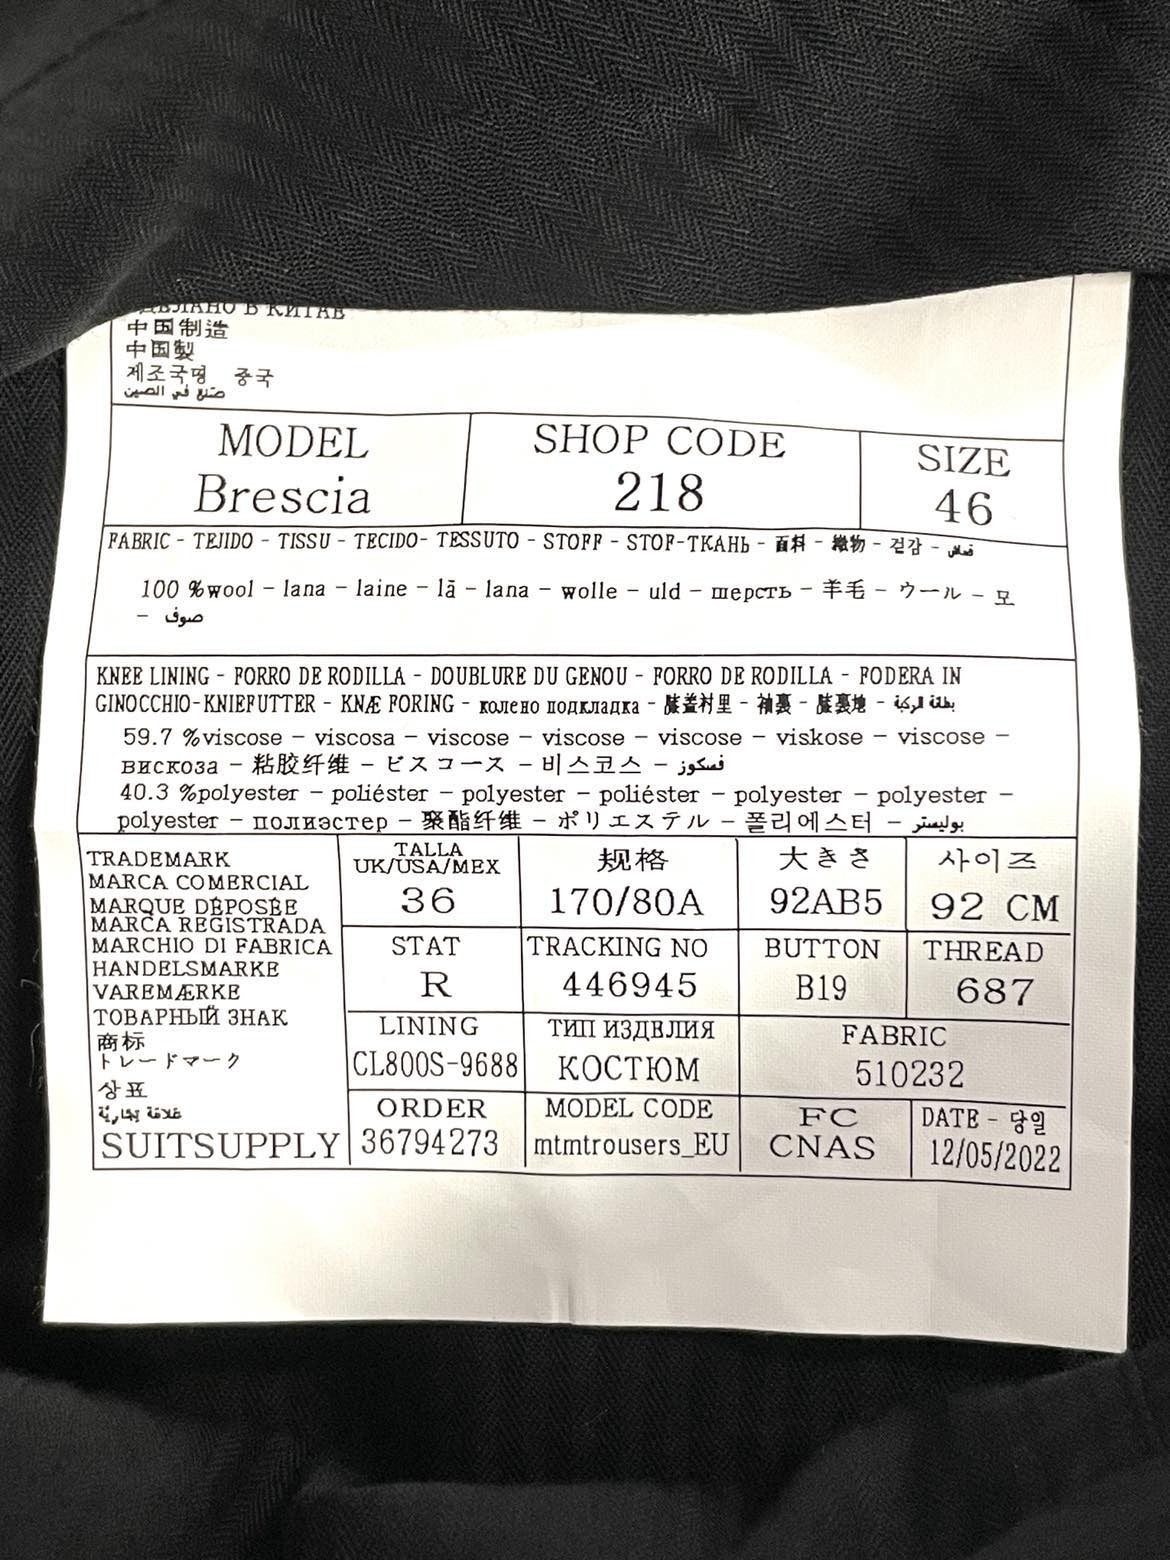 СДЕЛАНО В КИТАЕ
中国制造
中国製
제조국명 중국
صنع في الصين
MODEL
Brescia
SHOP CODE
218
SIZE
46
FABRIC - TEJIDO - TISSU - TECIDO- TESSUTO - STOFF - STOF-ТКАНЬ - 面料 - 織物 - 겉감 - قماش
100 %wool - lana - laine - lã - lana - wolle - uld - шерсть - 羊毛 - ウール - 모
- صوف
KNEE LINING - FORRO DE RODILLA - DOUBLURE DU GENOU - FORRO DE RODILLA - FODERA IN
GINOCCHIO-KNIEFUTTER - KNÆ FORING - колено подкладка - 膝盖衬里 - 袖裏 - 膝裏地 - بطانة الركبة
59.7 %viscose - viscosa - viscose - viscose - viscose - viskose - viscose -
вискоза - 粘胶纤维 - ビスコース - 비스코스 - فسكوز
40.3 %polyester - poliéster - polyester - poliéster - polyester - polyester -
polyester - полиэстер - 聚酯纤维 - ポリエステル - 폴리에스터 - بوليستر
TRADEMARK
MARCA COMERCIAL
MARQUE DÉPOSÉE
MARCA REGISTRADA
MARCHIO DI FABRICA
HANDELSMARKE
VAREMÆRKE
ТОВАРНЫЙ ЗНАК
商标
トレードマーク
상표
علامة تجارية
SUITSUPPLY
TALLA
UK/USA/MEX
36
规格
170/80A
大きさ
92AB5
사이즈
92 CM
STAT
R
TRACKING NO
446945
BUTTON
B19
THREAD
687
LINING
CL800S-9688
ТИП ИЗДВЛИЯ
КОСТЮМ
FABRIC
510232
ORDER
36794273
MODEL CODE
mtmtrousers_EU
FC
CNAS
DATE - 당일
12/05/2022